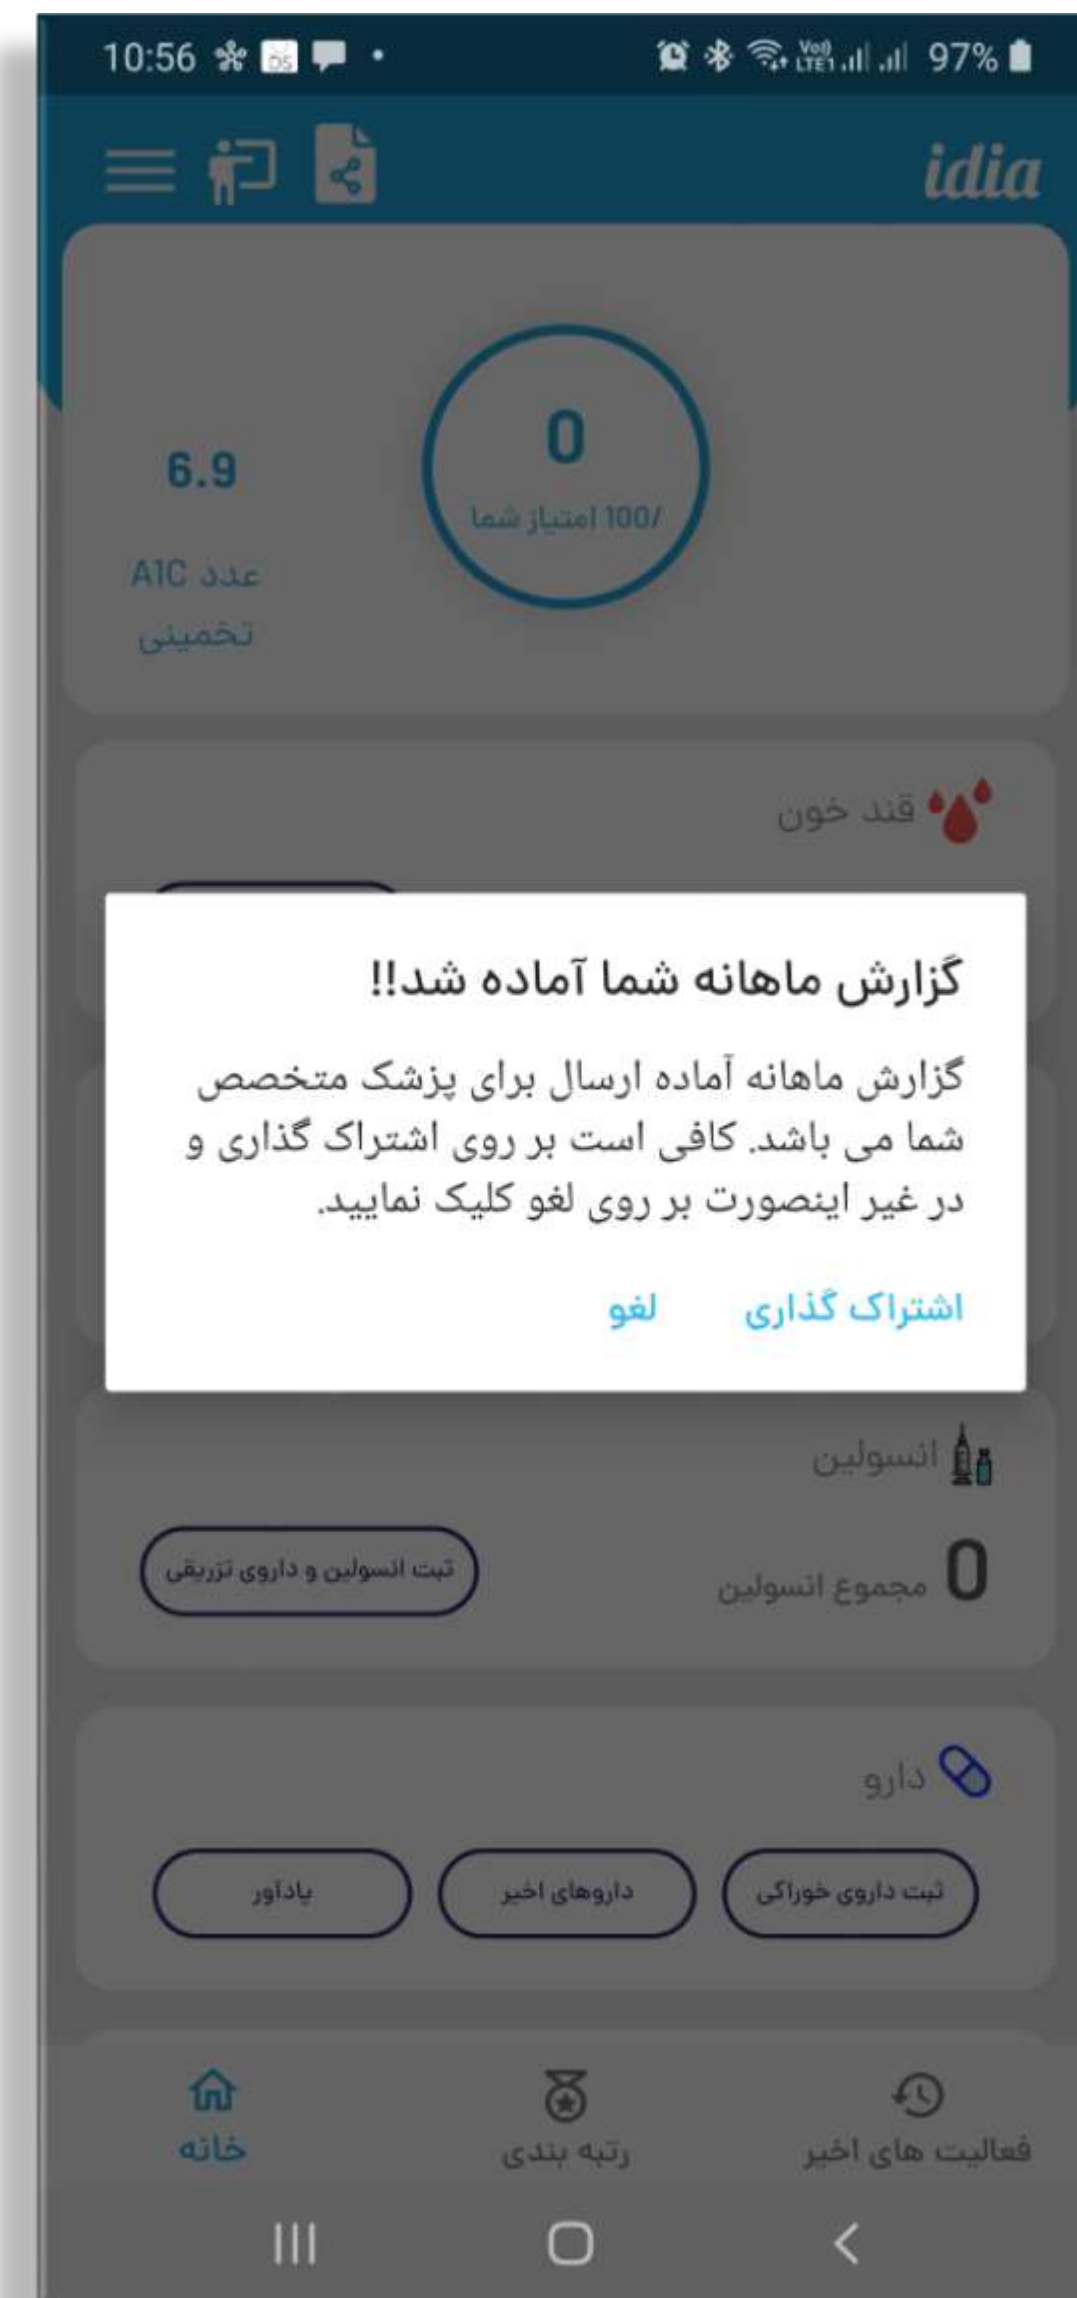 10:56
97%
idia
0
/100 امتیاز شما
6.9
عدد A1C
تخمینی
قند خون
گزارش ماهانه شما آماده شد!!
گزارش ماهانه آماده ارسال برای پزشک متخصص
شما می باشد. کافی است بر روی اشتراک گذاری و
در غیر اینصورت بر روی لغو کلیک نمایید.
اشتراک گذاری
لغو
انسولین
0 مجموع انسولین
ثبت انسولین و داروی تزریقی
دارو
ثبت داروی خوراکی
داروهای اخیر
یادآور
فعالیت های اخیر
رتبه بندی
خانه